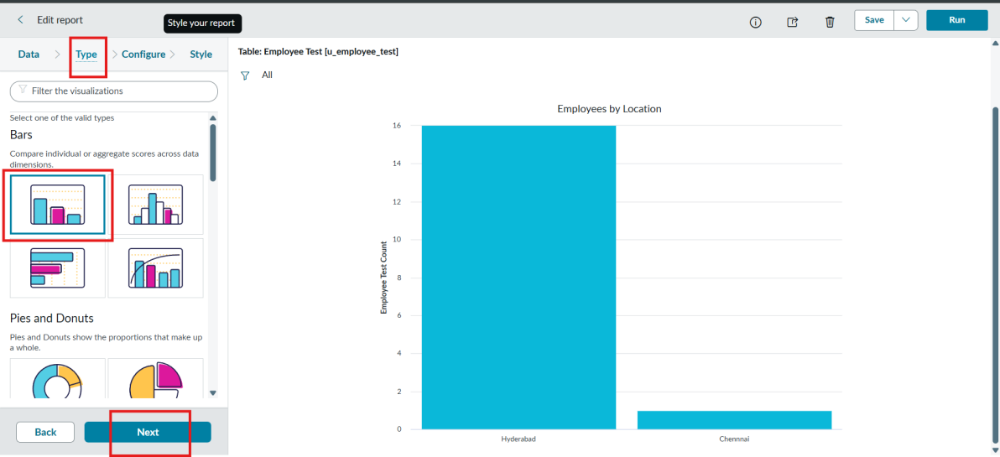 Edit report
Style your report
Save
Run
Data
Type
Configure
Style
Filter the visualizations
Select one of the valid types
Bars
Compare individual or aggregate scores across data
dimensions.
Pies and Donuts
Pies and Donuts show the proportions that make up
a whole.
Back
Next
Table: Employee Test [u_employee_test]
All
Employees by Location
16
14
12
10
8
6
4
2
0
Employee Test Count
Hyderabad
Chennnai